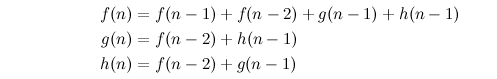 f(n) = f(n − 1) + f(n − 2) + g(n − 1) + h(n − 1)
g(n) = f(n − 2) + h(n − 1)
h(n) = f(n − 2) + g(n − 1)